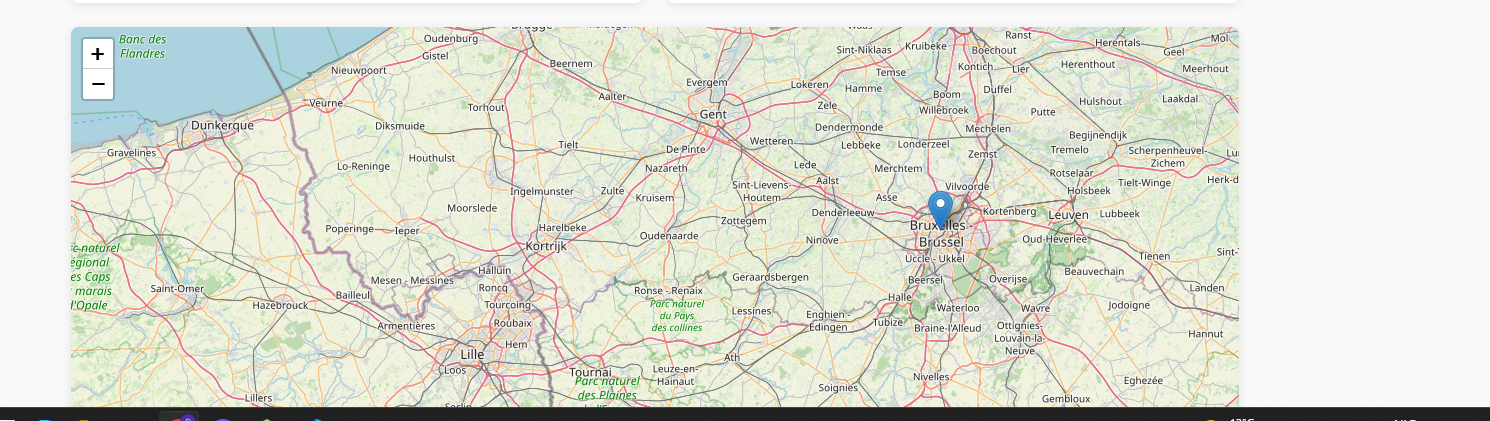 +
−
Banc des
Flandres
Brugge
Oudenburg
Gistel
Beernem
Nieuwpoort
Veurne
Dunkerque
Gravelines
Diksmuide
Torhout
Aalter
Evergem
Gent
Lokeren
Zele
Sint-Niklaas
Temse
Hamme
Kruibeke
Boechout
Kontich
Ranst
Lier
Herentals
Herenthout
Geel
Mol
Meerhout
Boom
Willebroek
Duffel
Putte
Hulshout
Laakdal
Mechelen
Dendermonde
Lebbeke
Londerzeel
Wetteren
De Pinte
Tielt
Lo-Reninge
Houthulst
Nazareth
Lede
Merchtem
Zemst
Begijnendijk
Tremelo
Scherpenheuvel-
Zichem
Rotselaar
Holsbeek
Tielt-Winge
Herk-d
Ingelmunster
Zulte
Kruisem
Sint-Lievens-
Houtem
Aalst
Asse
Vilvoorde
Moorslede
Denderleeuw
Kortenberg
Leuven
Lubbeek
Poperinge
Ieper
Harelbeke
Oudenaarde
Zottegem
Bruxelles -
Brussel
Kortrijk
Ninove
Oud-Heverlee
Tienen
Sint-
Uccle - Ukkel
c naturel
égional
es Caps
marais
l'Opale
Saint-Omer
Hazebrouck
Bailleul
Mesen - Messines
Halluin
Roncq
Tourcoing
Roubaix
Armentières
Hem
Lille
Loos
Ronse - Renaix
Parc naturel
du Pays
des collines
Geraardsbergen
Lessines
Enghien -
Edingen
Halle
Tubize
Beersel
Overijse
Beauvechain
Landen
Waterloo
Wavre
Jodoigne
Braine-l'Alleud
Ottignies-
Louvain-la-
Neuve
Hannut
Ath
Tournai
Leuze-en-
Hainaut
Parc naturel
des Plaines
Soignies
Nivelles
Eghezée
Gembloux
Lillers